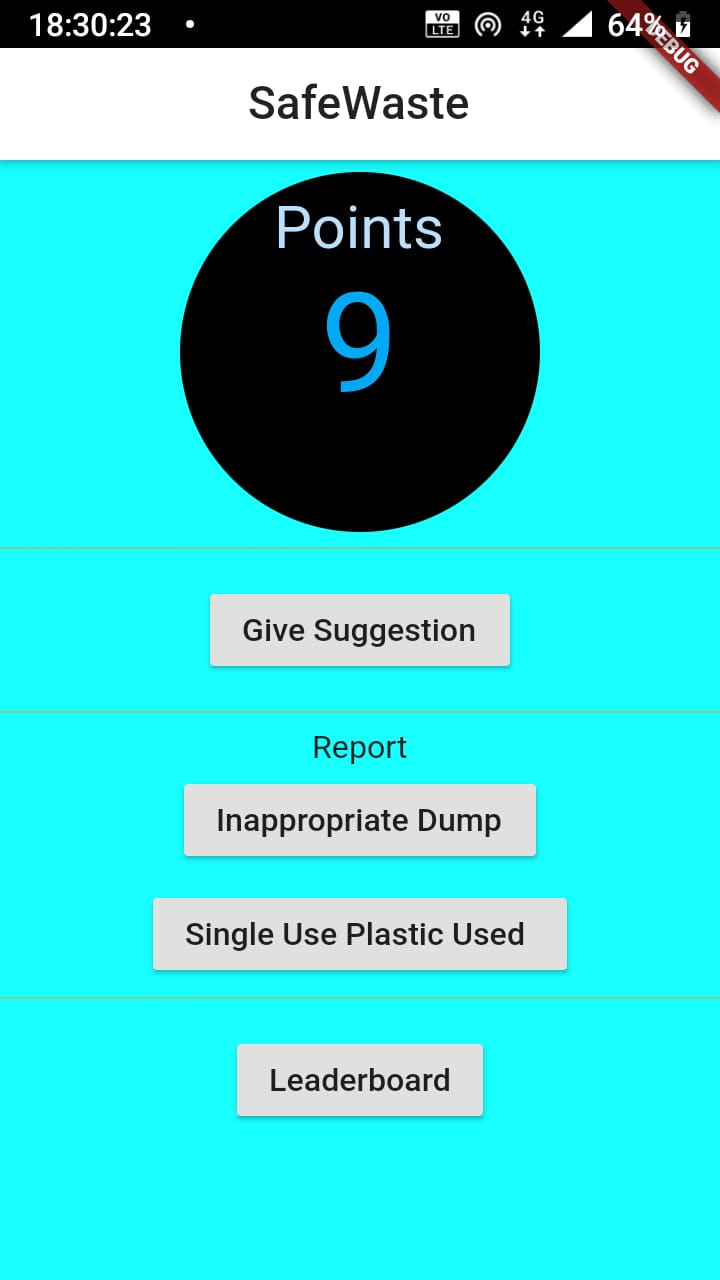 18:30:23 VO LTE 4G 64%
DEBUG
SafeWaste
Points
9
Give Suggestion
Report
Inappropriate Dump
Single Use Plastic Used
Leaderboard